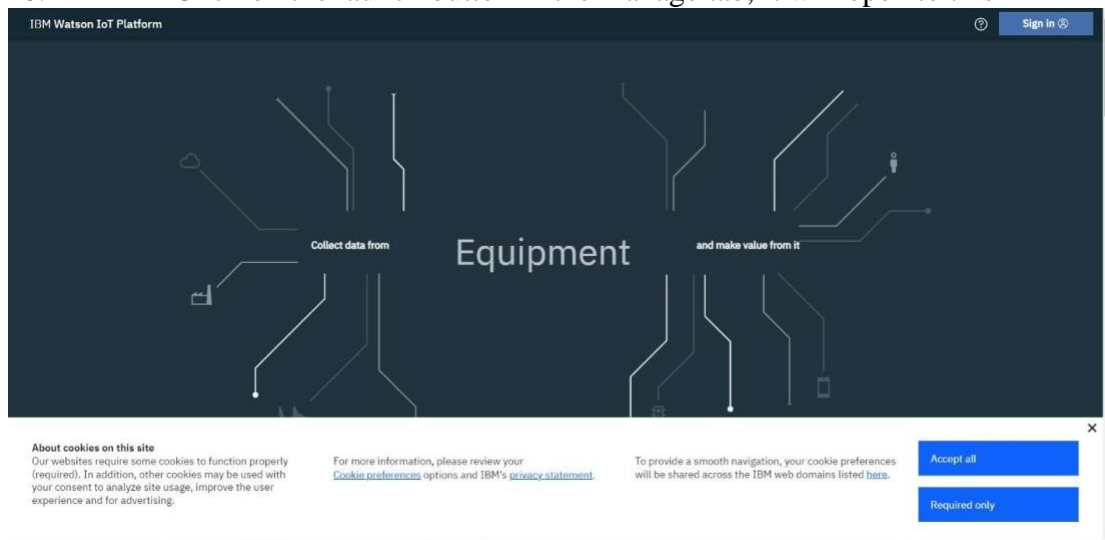 IBM Watson IoT Platform
Sign in
Collect data from
Equipment
and make value from it
About cookies on this site
Our websites require some cookies to function properly
(required). In addition, other cookies may be used with
your consent to analyze site usage, improve the user
experience and for advertising.
For more information, please review your
Cookie preferences options and IBM's privacy statement.
To provide a smooth navigation, your cookie preferences
will be shared across the IBM web domains listed here.
Accept all
Required only